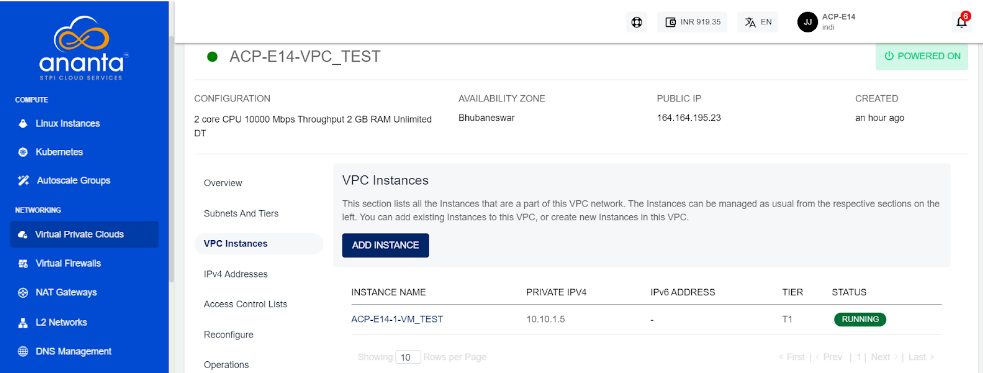 INR 919.35
EN
JJ
ACP-E14
indi
6
ananta
STPI CLOUD SERVICES
COMPUTE
Linux Instances
Kubernetes
Autoscale Groups
NETWORKING
Virtual Private Clouds
Virtual Firewalls
NAT Gateways
L2 Networks
DNS Management
ACP-E14-VPC_TEST
POWERED ON
CONFIGURATION
2 core CPU 10000 Mbps Throughput 2 GB RAM Unlimited
DT
AVAILABILITY ZONE
Bhubaneswar
PUBLIC IP
164.164.195.23
CREATED
an hour ago
Overview
Subnets And Tiers
VPC Instances
IPv4 Addresses
Access Control Lists
Reconfigure
Operations
VPC Instances
This section lists all the Instances that are a part of this VPC network. The Instances can be managed as usual from the respective sections on the
left. You can add existing Instances to this VPC, or create new Instances in this VPC.
ADD INSTANCE
INSTANCE NAME PRIVATE IPV4 IPv6 ADDRESS TIER STATUS
ACP-E14-1-VM_TEST 10.10.1.5 - T1 RUNNING
Showing 10 Rows per Page
‹ First | ‹ Prev | 1 | Next › | Last ›